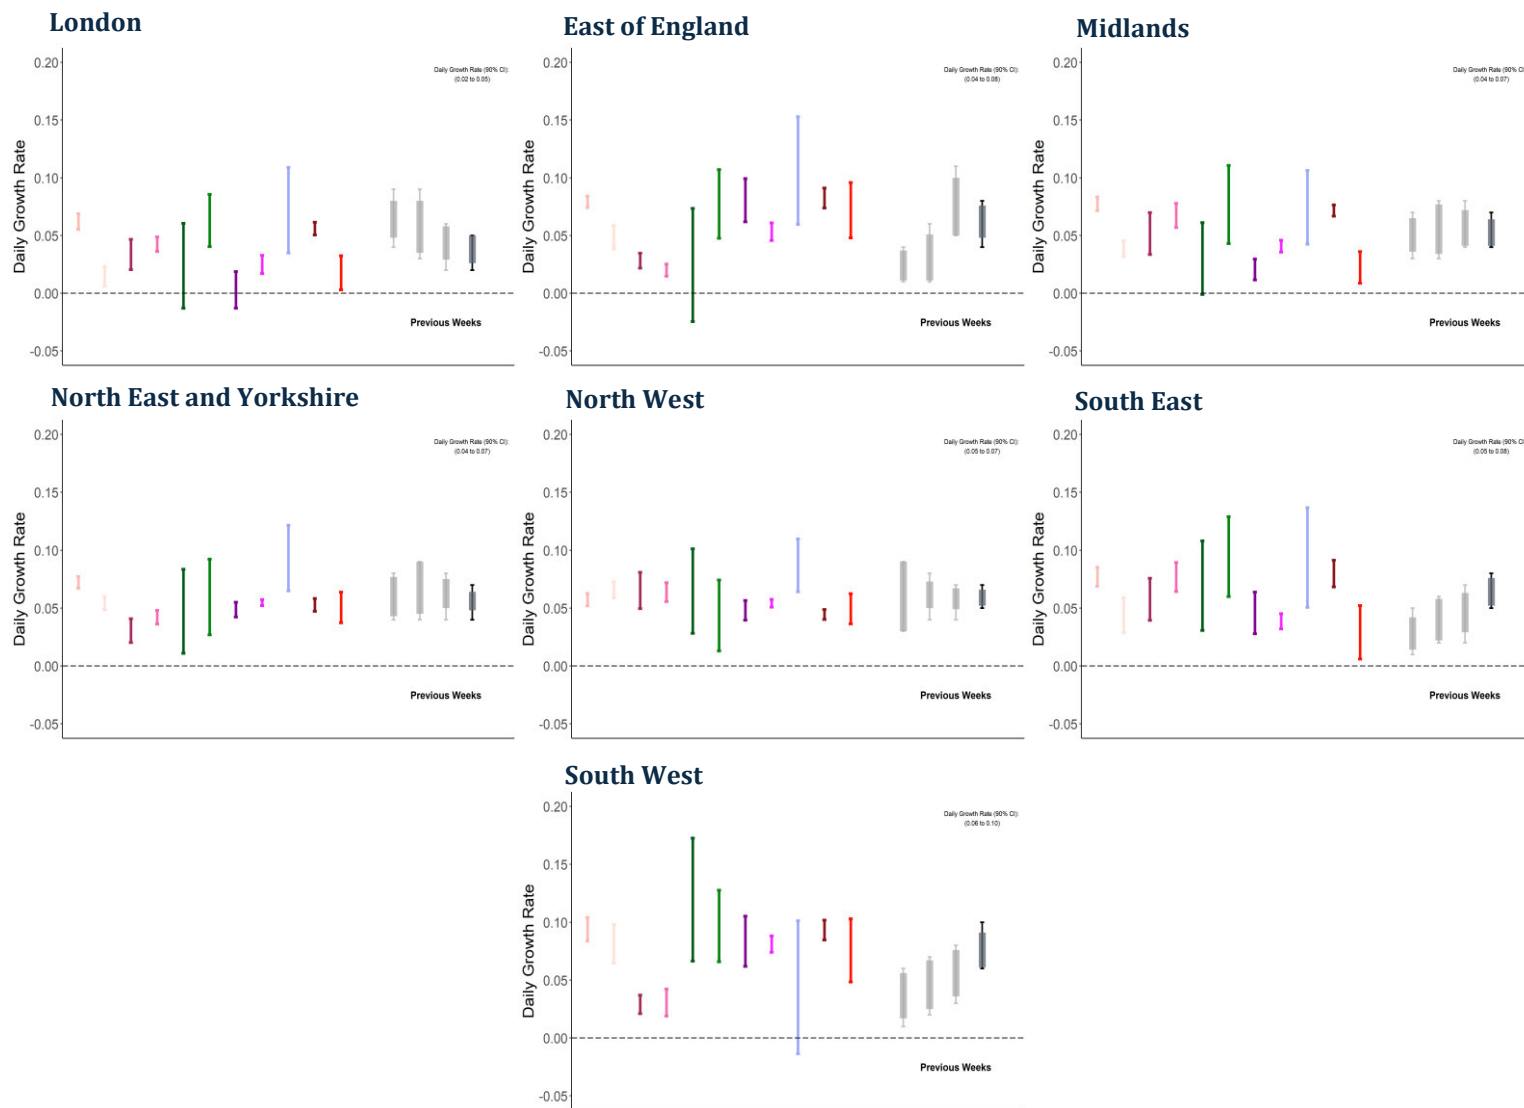 London
0.20
Daily Growth Rate (90% CI):
(0.02 to 0.05)
0.15
0.10
0.05
0.00
-0.05
Daily Growth Rate
Previous Weeks
East of England
0.20
Daily Growth Rate (90% CI):
(0.04 to 0.08)
0.15
0.10
0.05
0.00
-0.05
Daily Growth Rate
Previous Weeks
Midlands
0.20
Daily Growth Rate (90% CI
(0.04 to 0.07)
0.15
0.10
0.05
0.00
-0.05
Daily Growth Rate
Previous Weeks
North East and Yorkshire
0.20
Daily Growth Rate (90% CI):
(0.04 to 0.07)
0.15
0.10
0.05
0.00
-0.05
Daily Growth Rate
Previous Weeks
North West
0.20
Daily Growth Rate (90% CI):
(0.05 to 0.07)
0.15
0.10
0.05
0.00
-0.05
Daily Growth Rate
Previous Weeks
South East
0.20
Daily Growth Rate (90% CI
(0.05 to 0.08)
0.15
0.10
0.05
0.00
-0.05
Daily Growth Rate
Previous Weeks
South West
0.20
Daily Growth Rate (90% CI):
(0.06 to 0.10)
0.15
0.10
0.05
0.00
-0.05
Daily Growth Rate
Previous Weeks